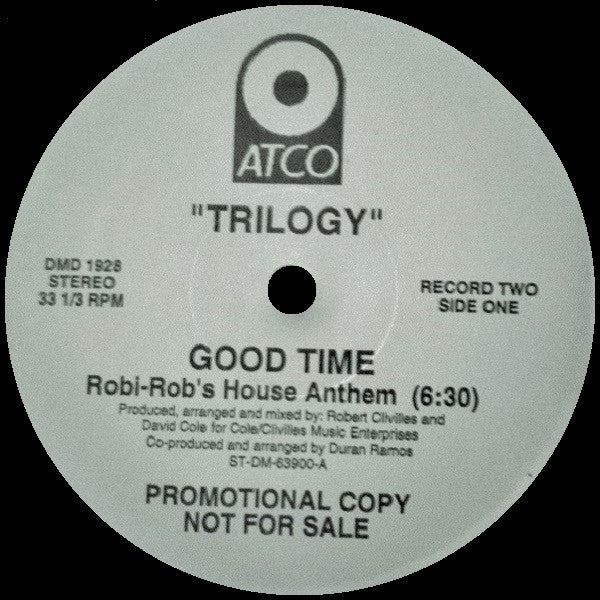 ATCO
"TRILOGY"
DMD 1928
STEREO
33 1/3 RPM
RECORD TWO
SIDE ONE
GOOD TIME
Robi-Rob's House Anthem (6:30)
Produced, arranged and mixed by: Robert Clivilles and
David Cole for Cole/Clivilles Music Enterprises
Co-produced and arranged by Duran Ramos
ST-DM-63900-A
PROMOTIONAL COPY
NOT FOR SALE